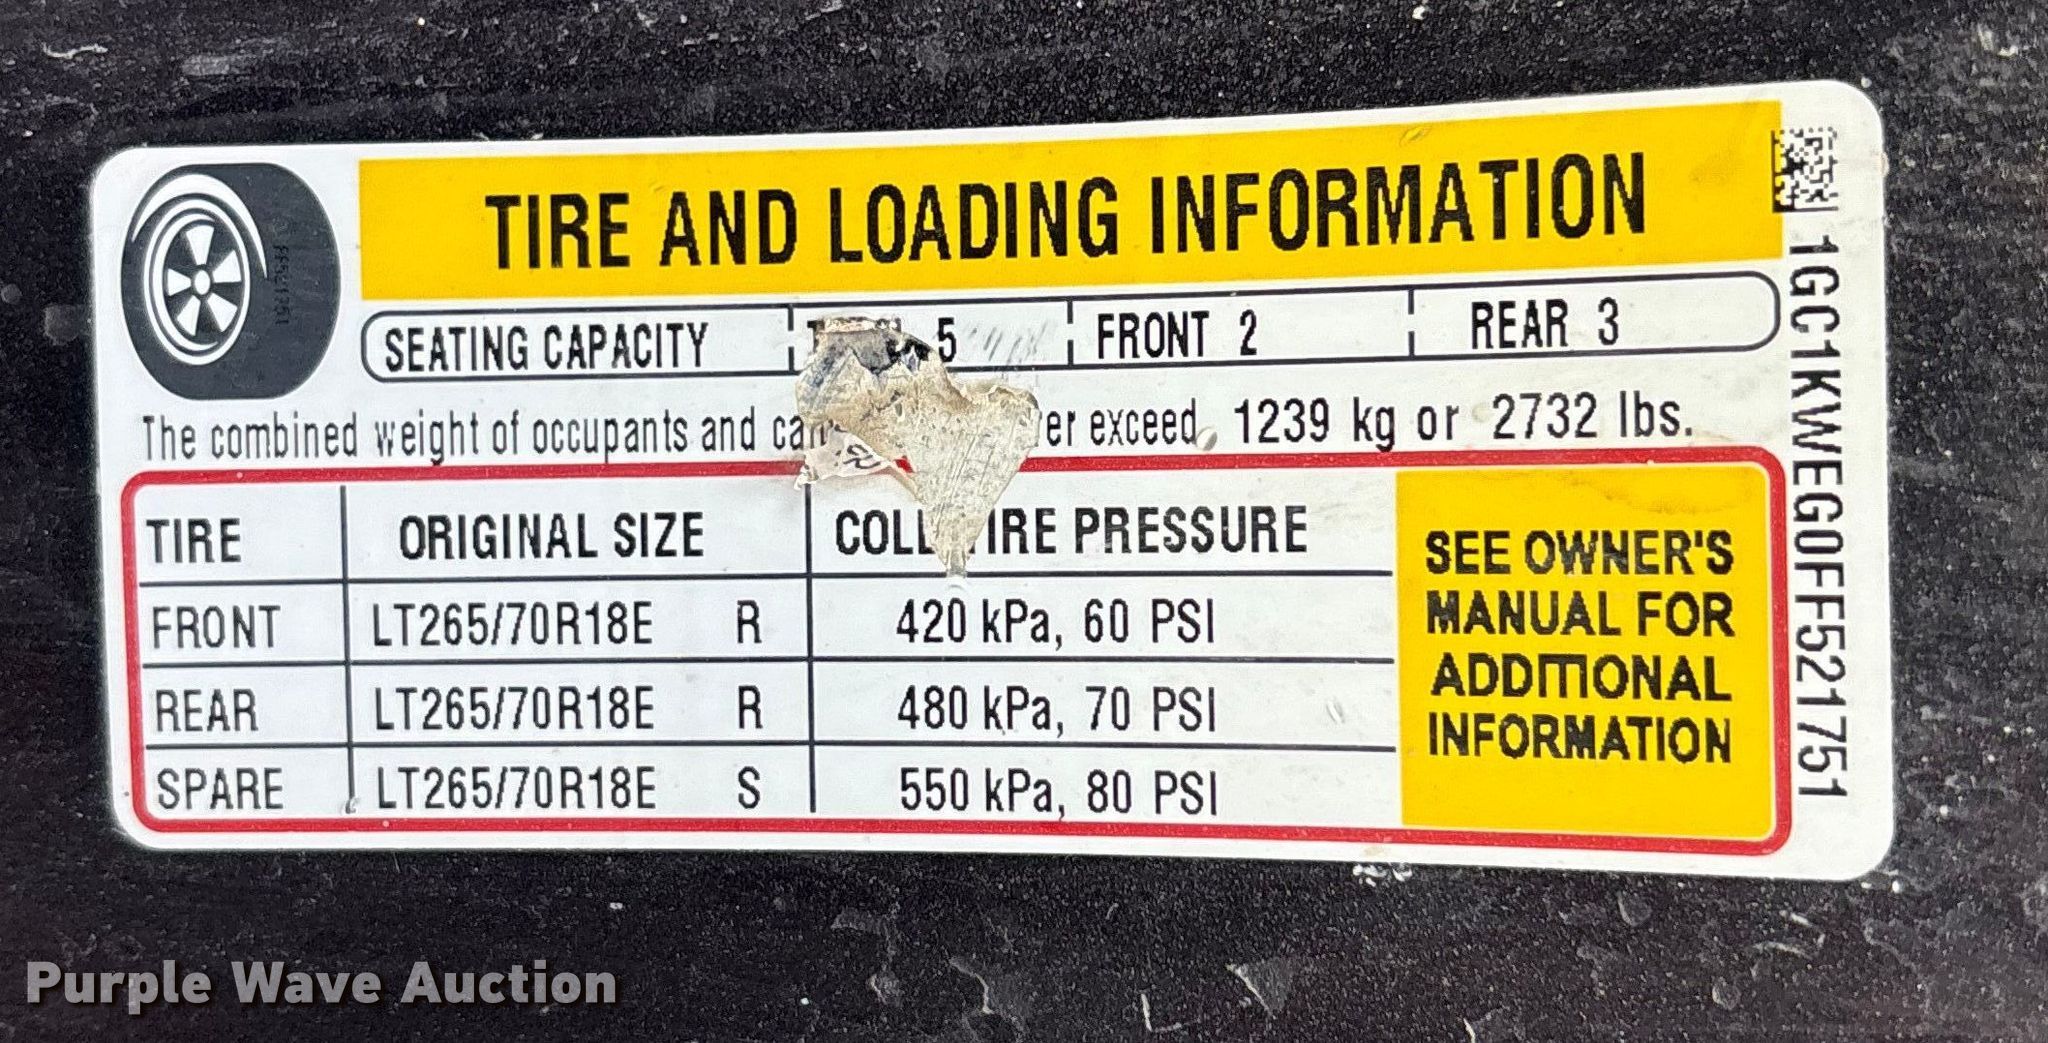 TIRE AND LOADING INFORMATION
SEATING CAPACITY 5 FRONT 2 REAR 3
The combined weight of occupants and exceed 1239 kg or 2732 lbs.
TIRE ORIGINAL SIZE TIRE PRESSURE
FRONT LT265/70R18E R 420 kPa, 60 PSI
REAR LT265/70R18E R 480 kPa, 70 PSI
SPARE LT265/70R18E S 550 kPa, 80 PSI
SEE OWNER'S
MANUAL FOR
ADDITIONAL
INFORMATION
1GC1KWEG0FF521751
FF521751
Purple Wave Auction